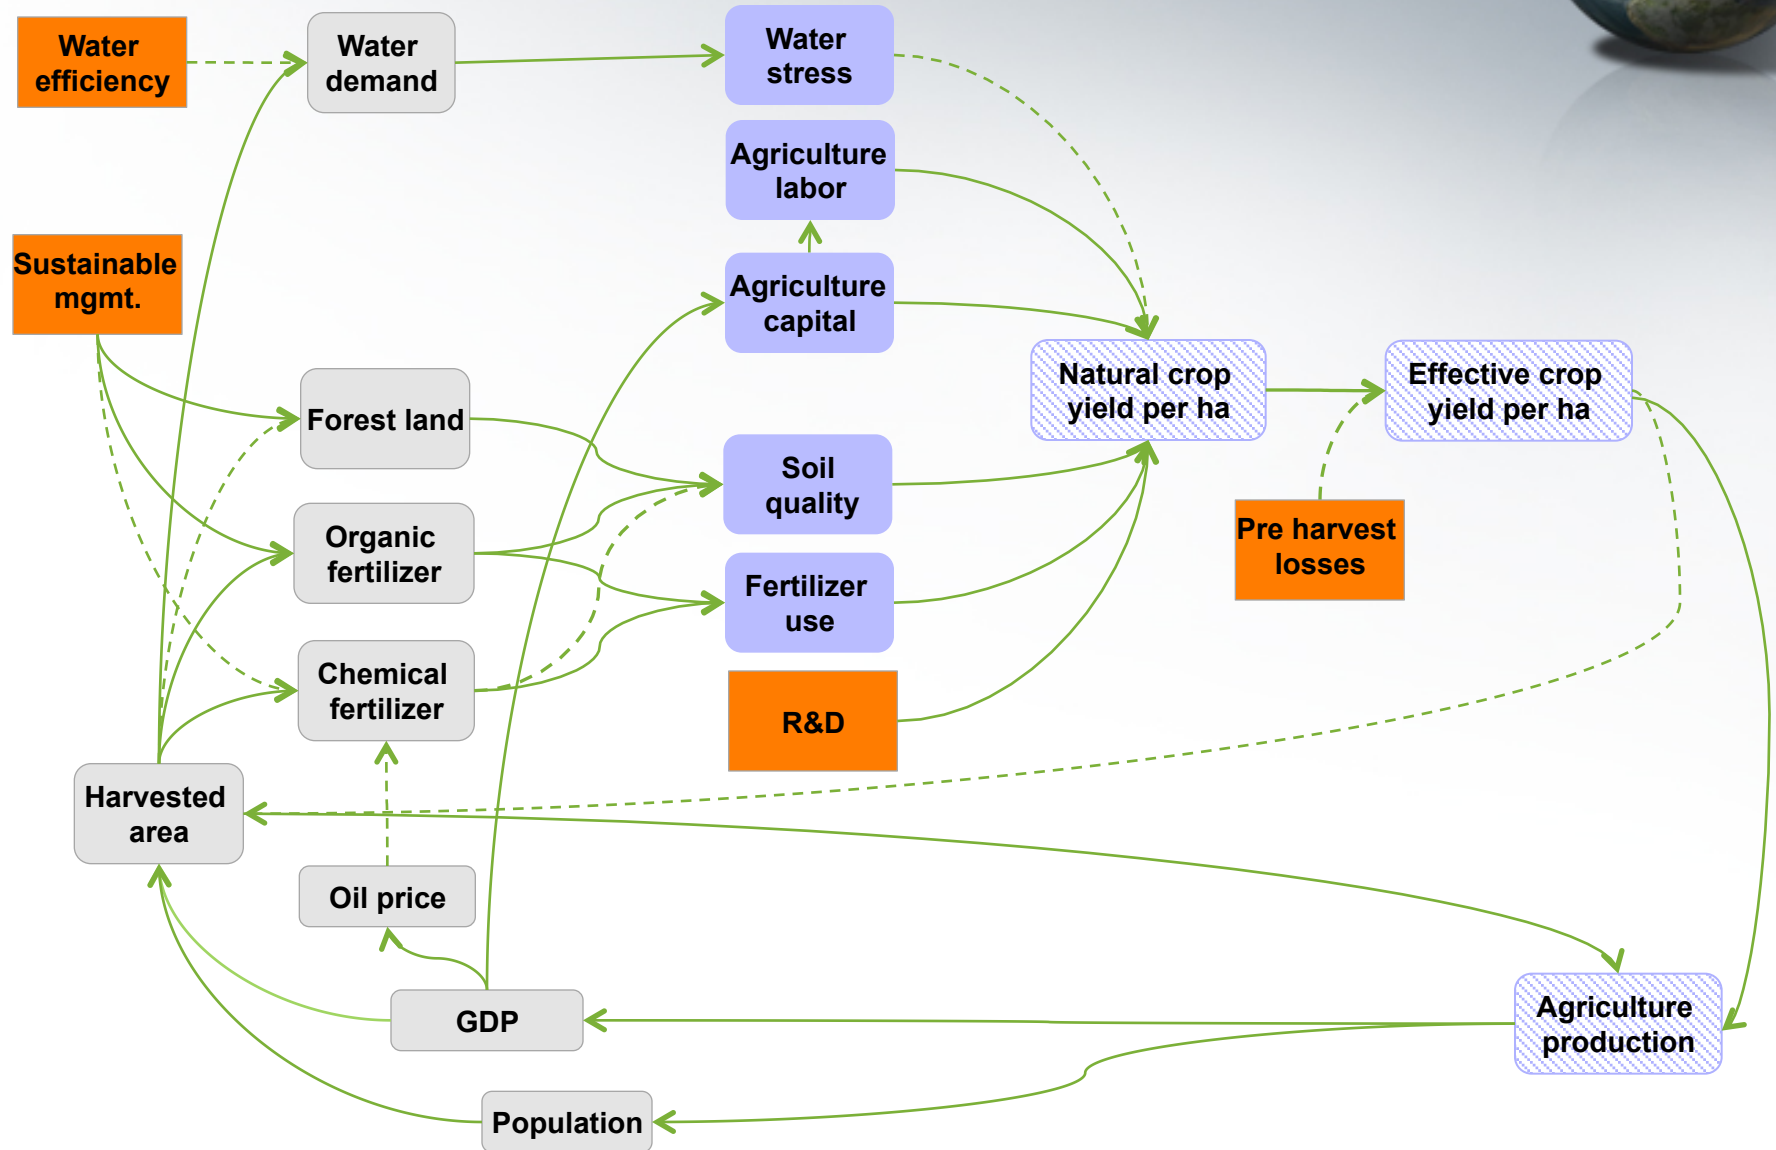 Water
efficiency
Water
demand
Water
stress
Agriculture
labor
Sustainable
mgmt.
Agriculture
capital
Forest land
Natural crop
yield per ha
Effective crop
yield per ha
Soil
quality
Organic
fertilizer
Pre harvest
losses
Fertilizer
use
Chemical
fertilizer
R&D
Harvested
area
Oil price
GDP
Agriculture
production
Population